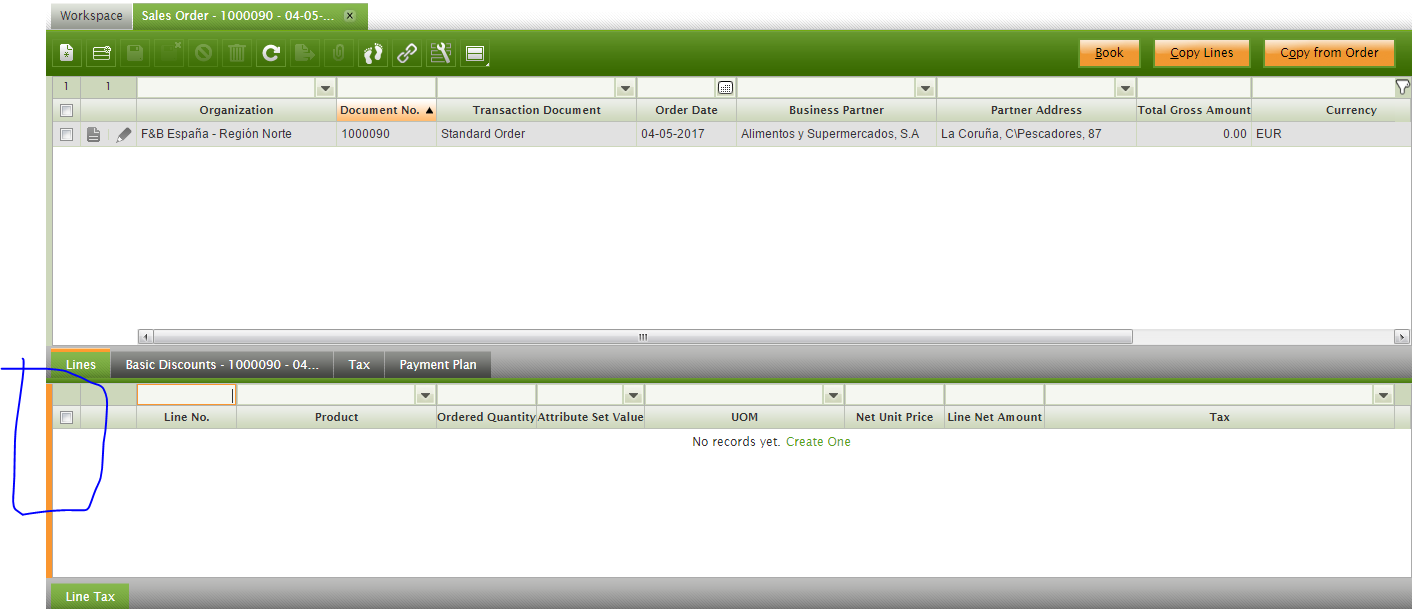 Workspace Sales Order - 1000090 - 04-05-...
Book Copy Lines Copy from Order
1 1
Organization Document No. Transaction Document Order Date Business Partner Partner Address Total Gross Amount Currency
F&B España - Región Norte 1000090 Standard Order 04-05-2017 Alimentos y Supermercados, S.A La Coruña, C\Pescadores, 87 0.00 EUR
Lines Basic Discounts - 1000090 - 04... Tax Payment Plan
Line No. Product Ordered Quantity Attribute Set Value UOM Net Unit Price Line Net Amount Tax
No records yet. Create One
Line Tax